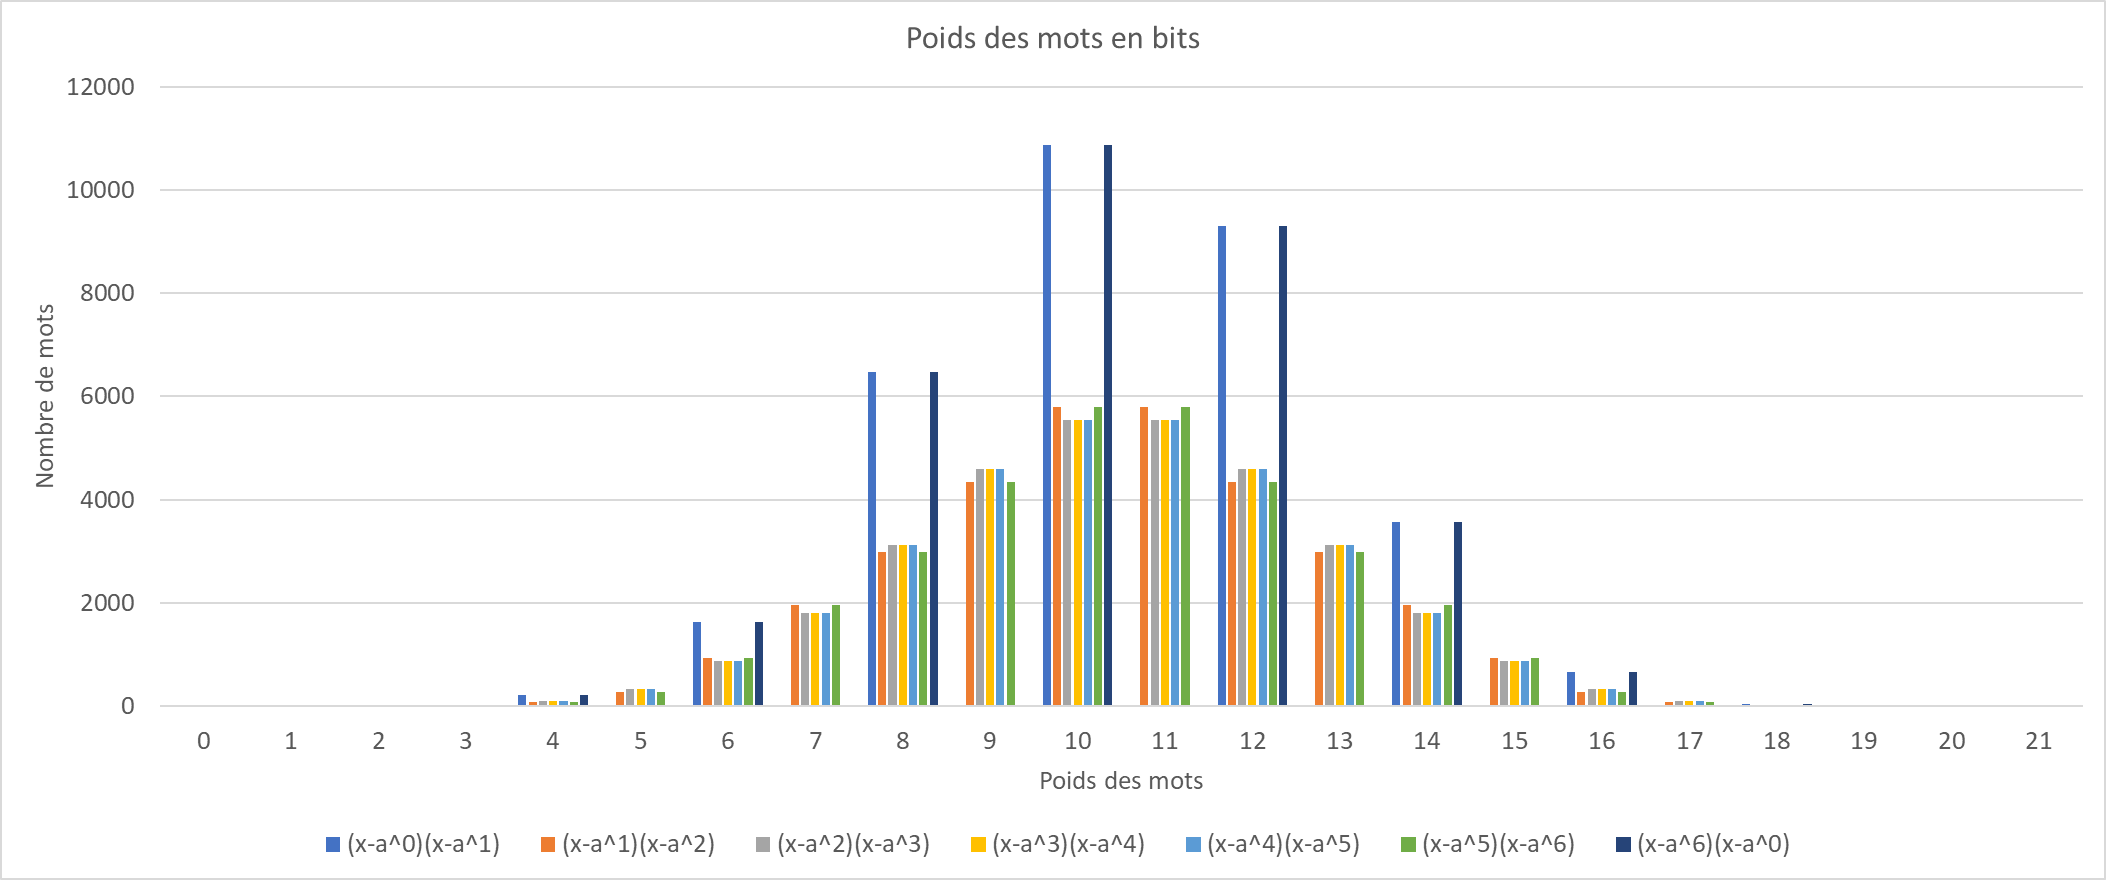 Poids des mots en bits
12000
10000
8000
6000
4000
2000
0
Nombre de mots
0 1 2 3 4 5 6 7 8 9 10 11 12 13 14 15 16 17 18 19 20 21
Poids des mots
(x-a^0)(x-a^1) (x-a^1)(x-a^2) (x-a^2)(x-a^3) (x-a^3)(x-a^4) (x-a^4)(x-a^5) (x-a^5)(x-a^6) (x-a^6)(x-a^0)